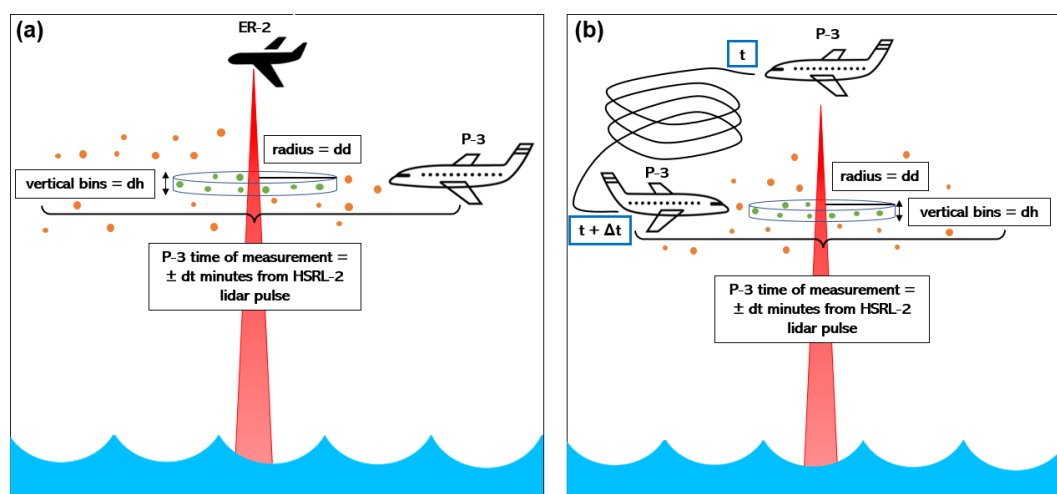 (a)
ER-2
P-3
radius = dd
vertical bins = dh
P-3 time of measurement =
± dt minutes from HSRL-2
lidar pulse
(b)
P-3
t
P-3
radius = dd
vertical bins = dh
t + Δt
P-3 time of measurement =
± dt minutes from HSRL-2
lidar pulse